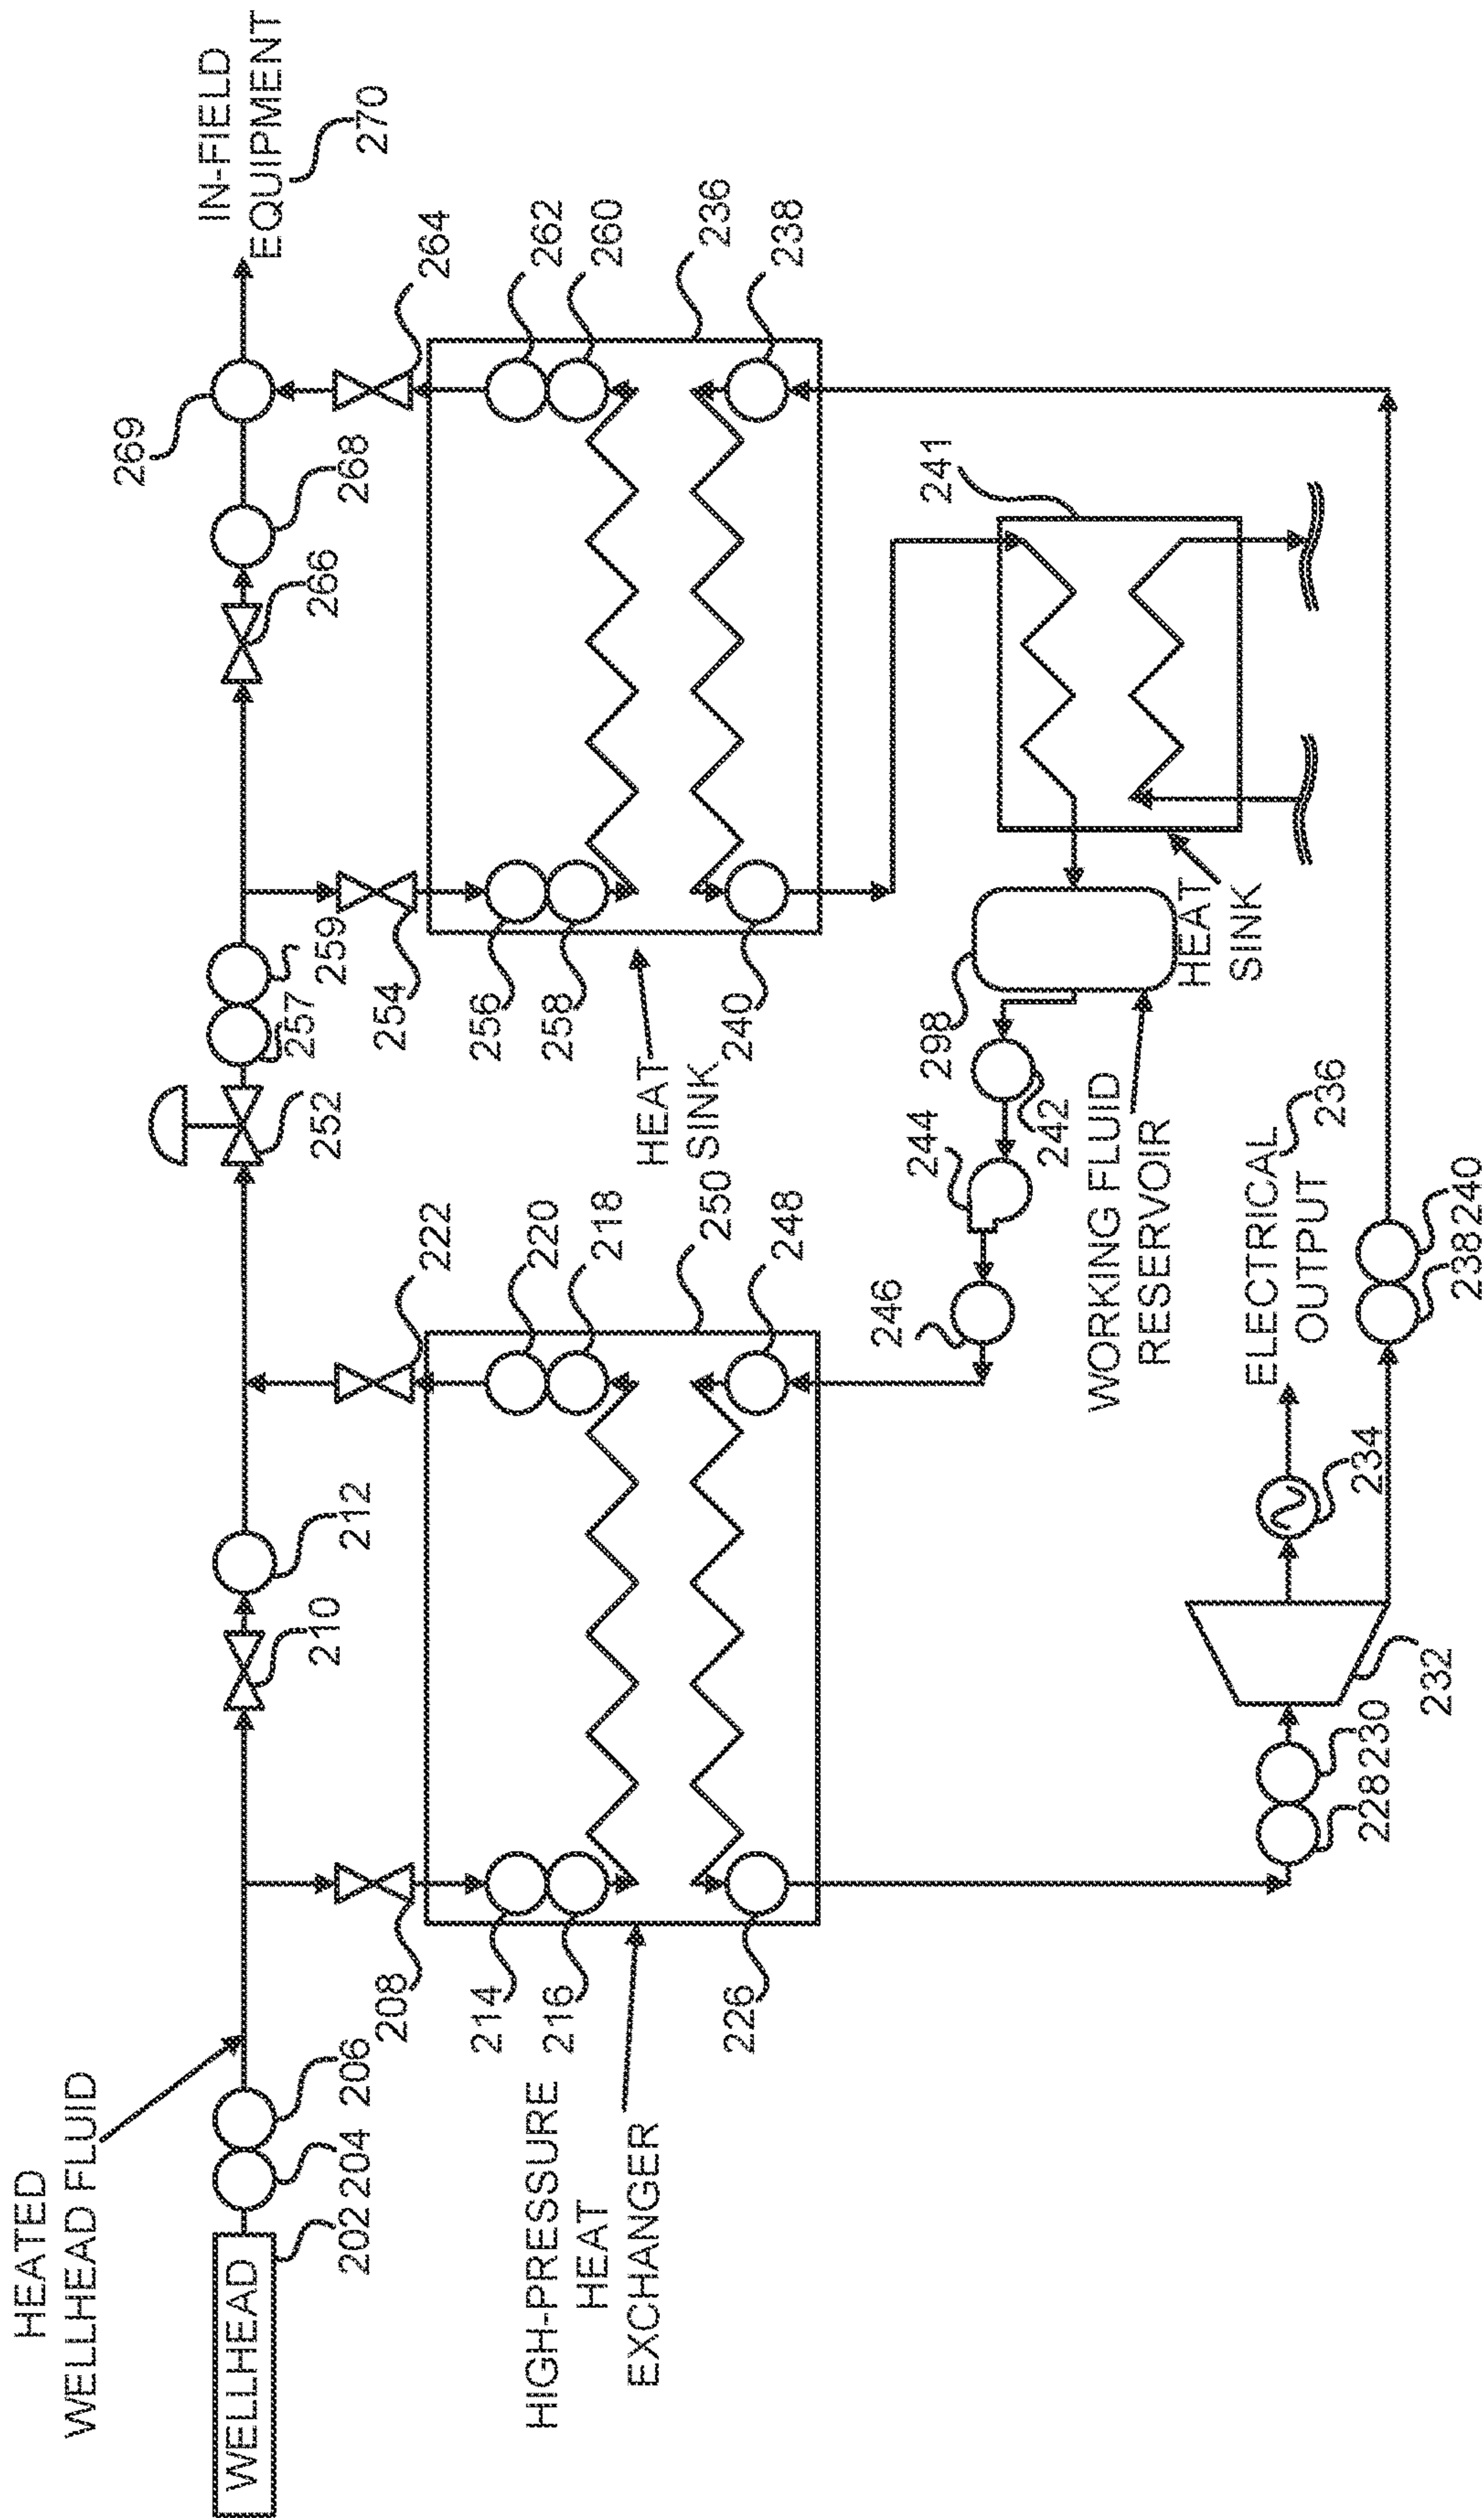 HEATED
WELLHEAD FLUID
WELLHEAD
202
204
206
208
210
212
214
216
HIGH-PRESSURE
HEAT
EXCHANGER
226
218
220
222
248
250
252
257
259
254
256
258
240
HEAT
SINK
266
268
269
264
262
260
236
238
IN-FIELD
EQUIPMENT
270
241
HEAT
SINK
298
242
244
246
WORKING FLUID
RESERVOIR
228
230
232
234
ELECTRICAL
OUTPUT
236
238
240